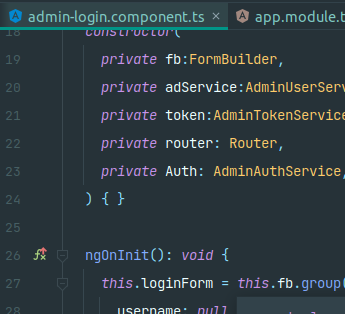 admin-login.component.ts × app.module.t
18 constructor(
19 private fb:FormBuilder,
20 private adService:AdminUserServ
21 private token:AdminTokenService
22 private router: Router,
23 private Auth: AdminAuthService,
24 ) { }
25
26 ngOnInit(): void {
27 this.loginForm = this.fb.group(
28 username: null